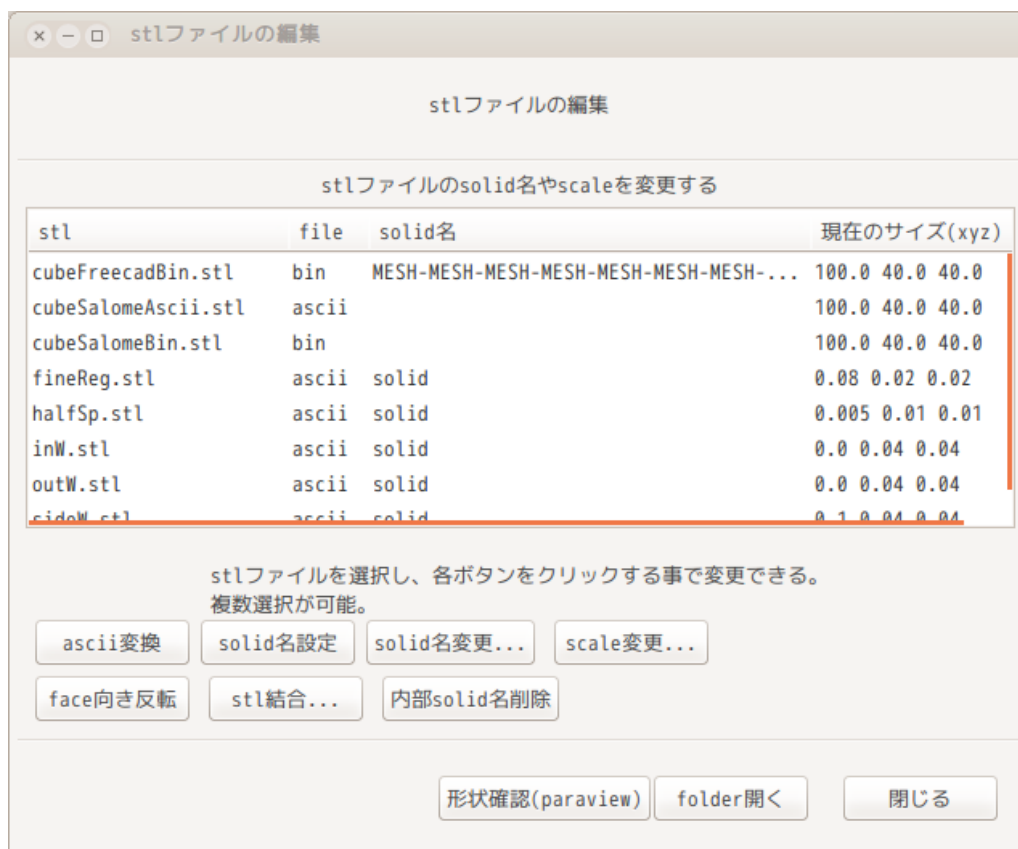 stlファイルの編集
stlファイルの編集
stlファイルのsolid名やscaleを変更する
stl file solid名 現在のサイズ(xyz)
cubeFreecadBin.stl bin MESH-MESH-MESH-MESH-MESH-MESH-MESH-... 100.0 40.0 40.0
cubeSalomeAscii.stl ascii 100.0 40.0 40.0
cubeSalomeBin.stl bin 100.0 40.0 40.0
fineReg.stl ascii solid 0.08 0.02 0.02
halfSp.stl ascii solid 0.005 0.01 0.01
inW.stl ascii solid 0.0 0.04 0.04
outW.stl ascii solid 0.0 0.04 0.04
sideW.stl ascii solid 0.1 0.04 0.04
stlファイルを選択し、各ボタンをクリックする事で変更できる。
複数選択が可能。
ascii変換 solid名設定 solid名変更... scale変更...
face向き反転 stl結合... 内部solid名削除
形状確認(paraview) folder開く 閉じる